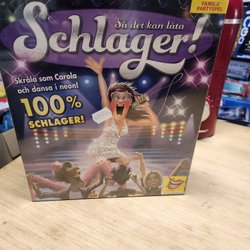 FAMILJ/
PARTYSPEL
Så det kan låta
Schlager!
Skråla som Carola
och dansa i neon!
100%
SCHLAGER!